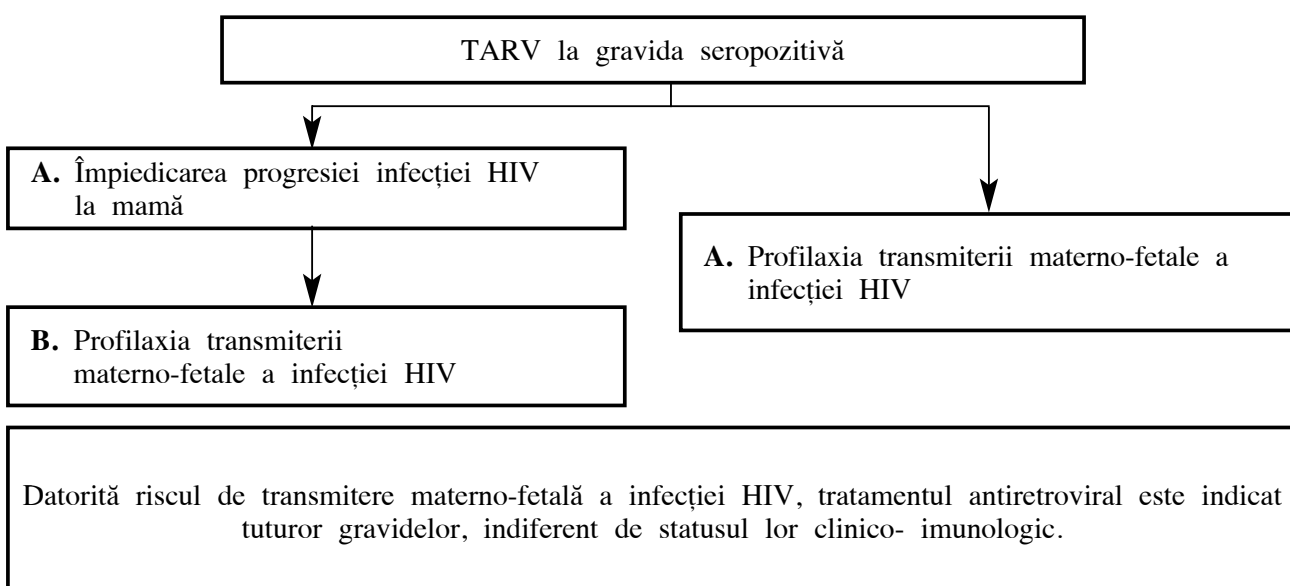 TARV la gravida seropozitivă
A. Împiedicarea progresiei infecției HIV
la mamă
A. Profilaxia transmiterii materno-fetale a
infecției HIV
B. Profilaxia transmiterii
materno-fetale a infecției HIV
Datorită riscul de transmitere materno-fetală a infecției HIV, tratamentul antiretroviral este indicat
tuturor gravidelor, indiferent de statusul lor clinico- imunologic.